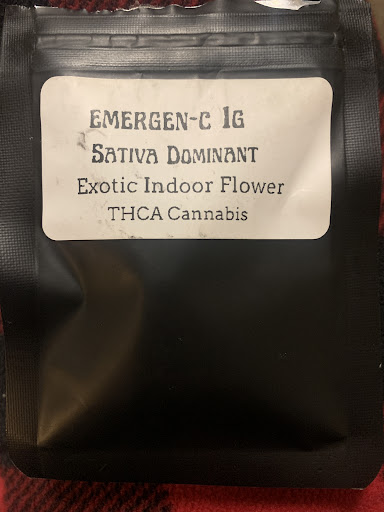 EMERGEN-C 1G
SATIVA DOMINANT
Exotic Indoor Flower
THCA Cannabis